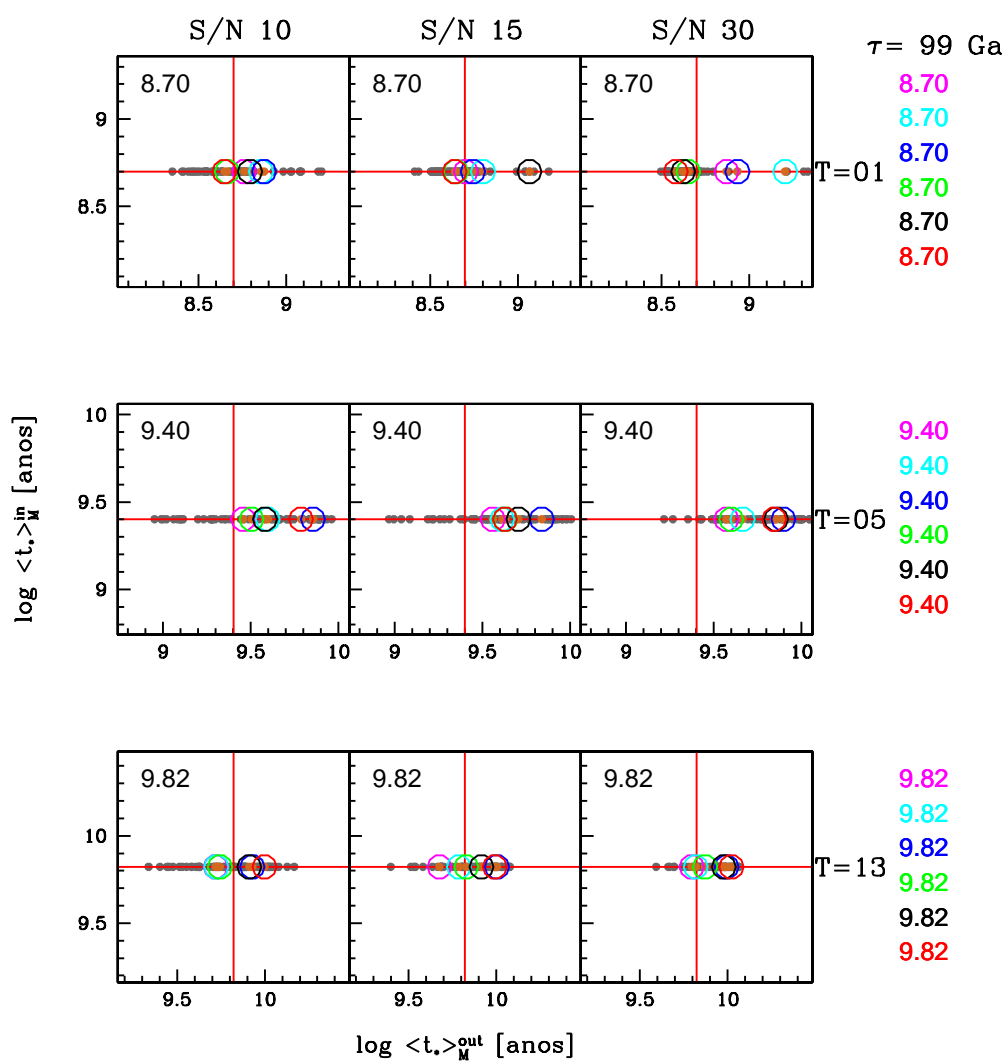 S/N 10 S/N 15 S/N 30
τ= 99 Ga
8.70 8.70 8.70
8.70
8.70
8.70
8.70
8.70
8.70
T=01
9
8.5
8.5 9 8.5 9 8.5 9
9.40 9.40 9.40
9.40
9.40
9.40
9.40
9.40
9.40
T=05
10
9.5
9
9 9.5 10 9 9.5 10 9 9.5 10
9.82 9.82 9.82
9.82
9.82
9.82
9.82
9.82
9.82
T=13
10
9.5
9.5 10 9.5 10 9.5 10
log <t*>M^in [anos]
log <t*>M^out [anos]